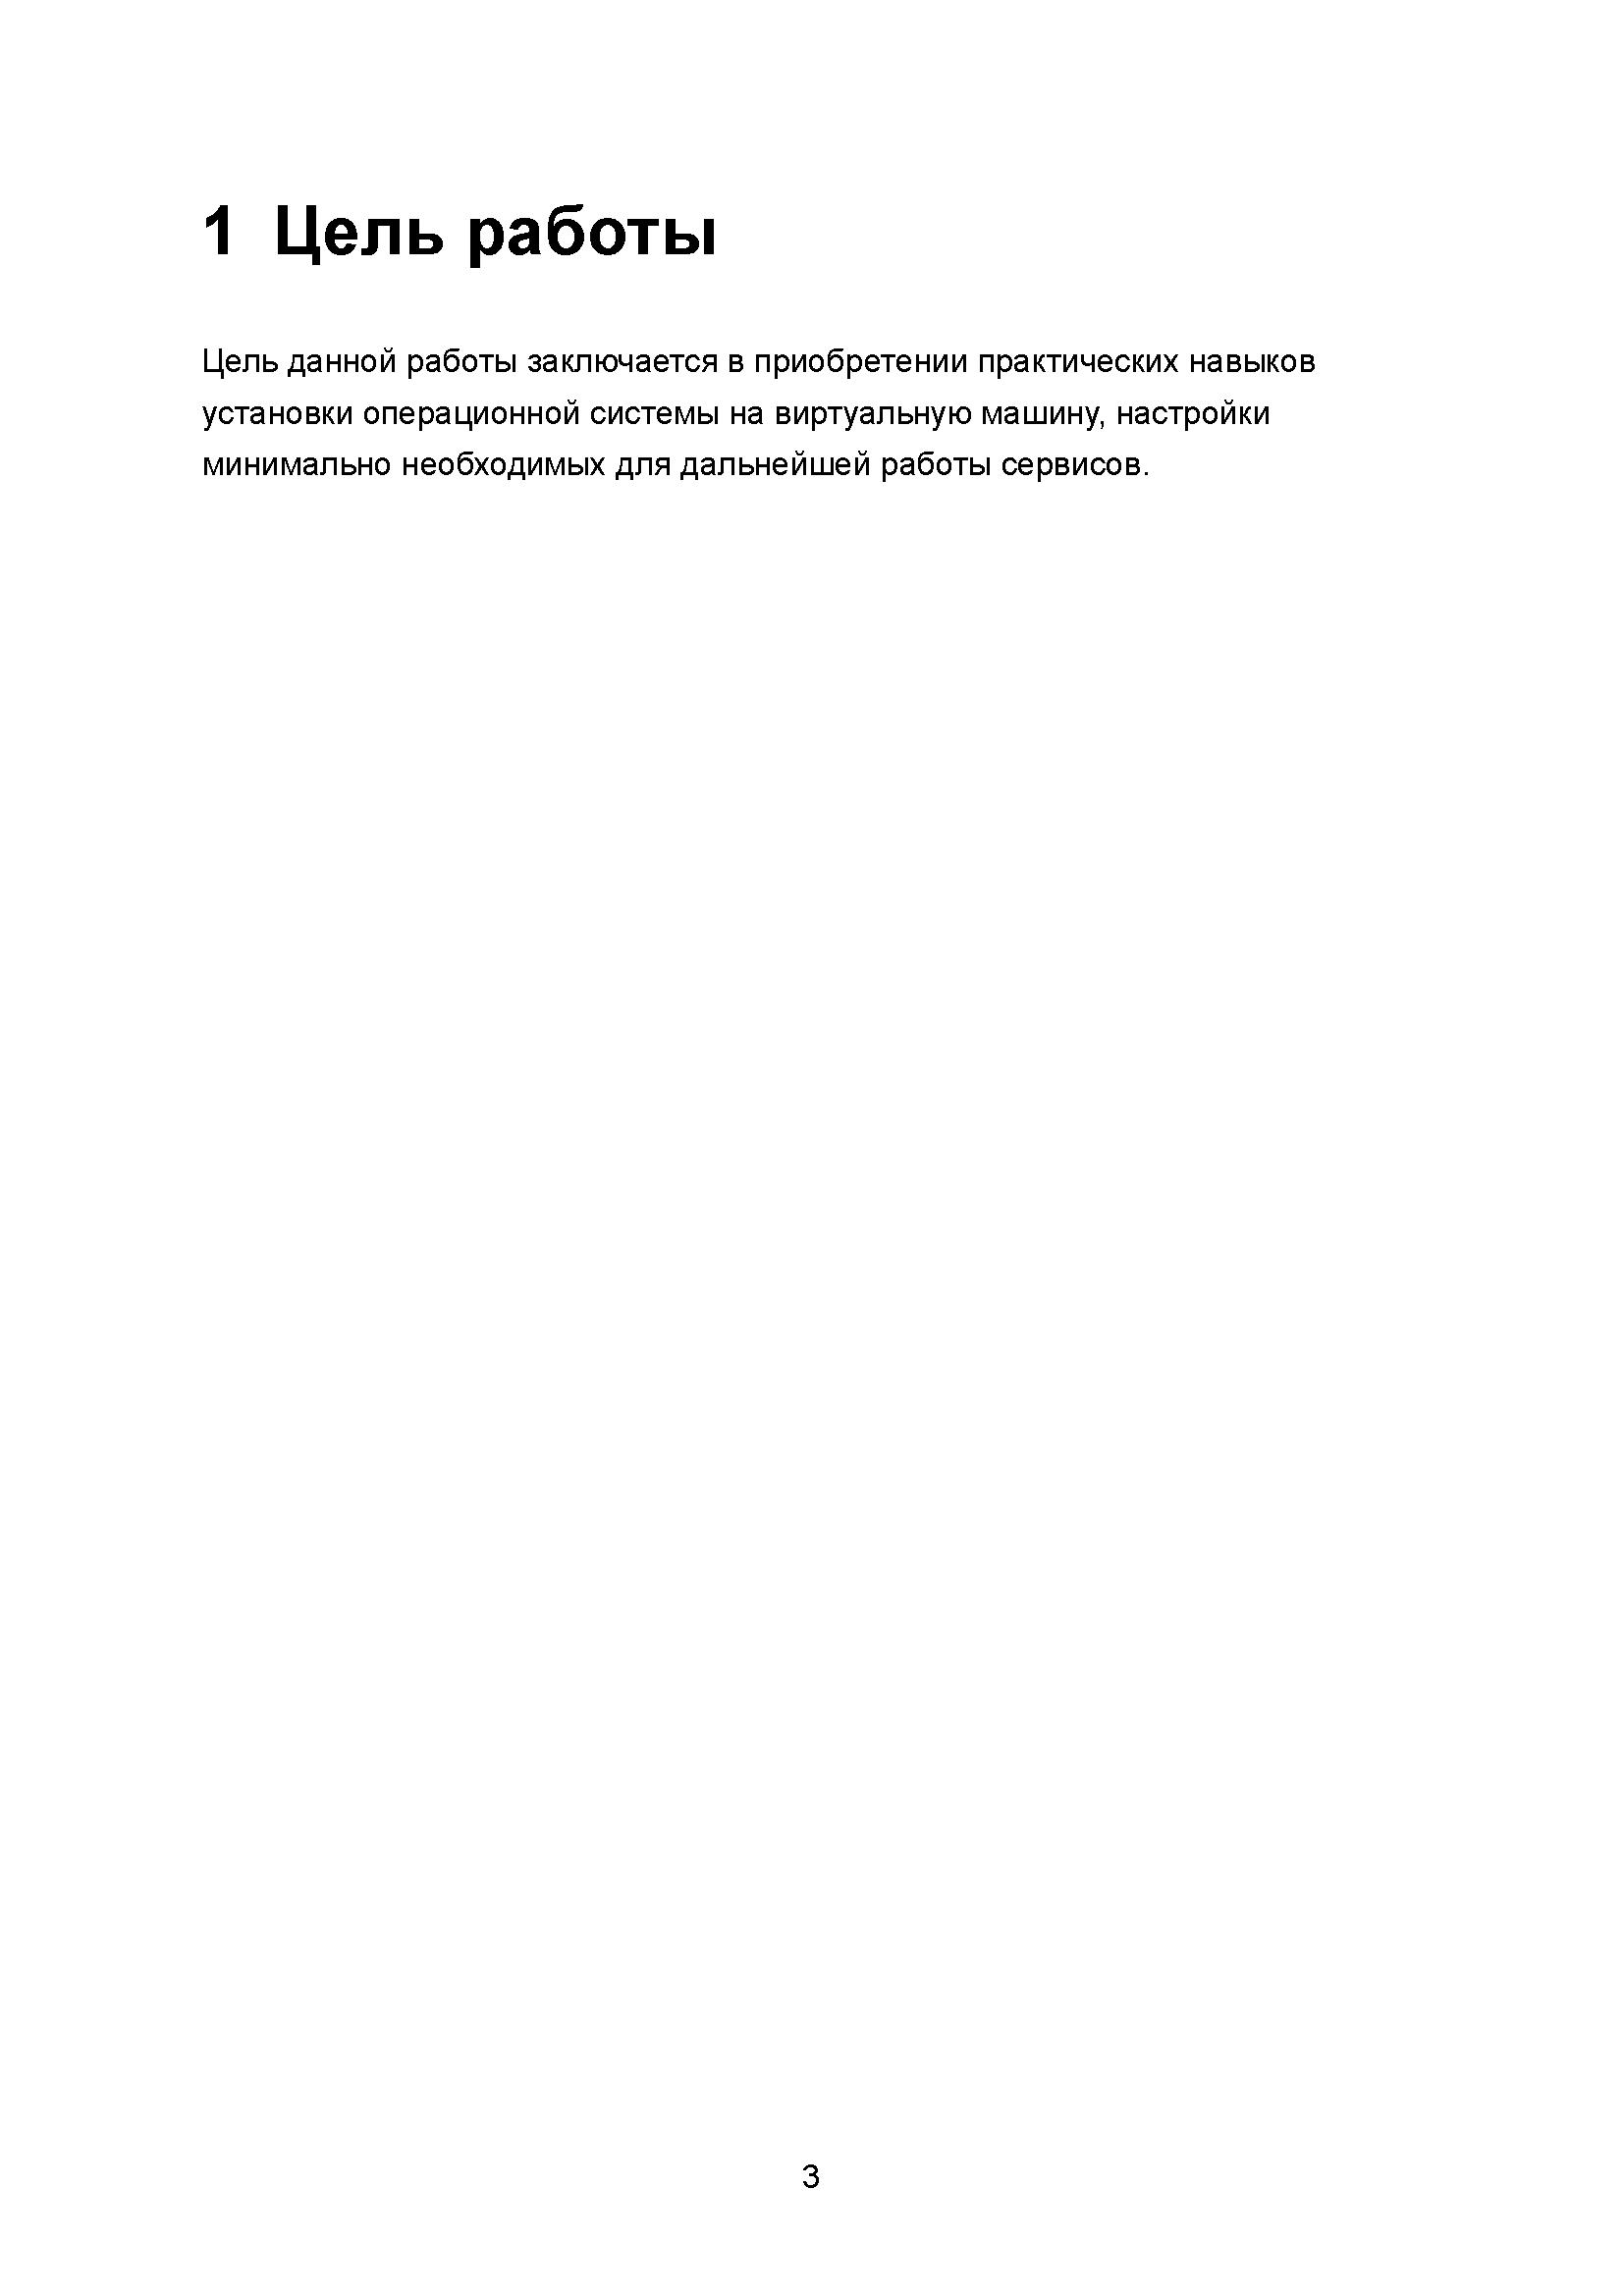 1 Цель работы
Цель данной работы заключается в приобретении практических навыков
установки операционной системы на виртуальную машину, настройки
минимально необходимых для дальнейшей работы сервисов.
3